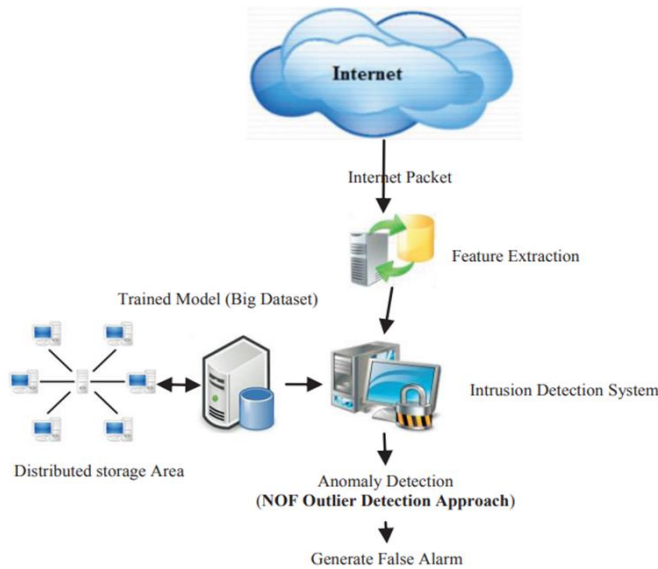 Internet
Internet Packet
Feature Extraction
Trained Model (Big Dataset)
Intrusion Detection System
Distributed storage Area
Anomaly Detection
(NOF Outlier Detection Approach)
Generate False Alarm